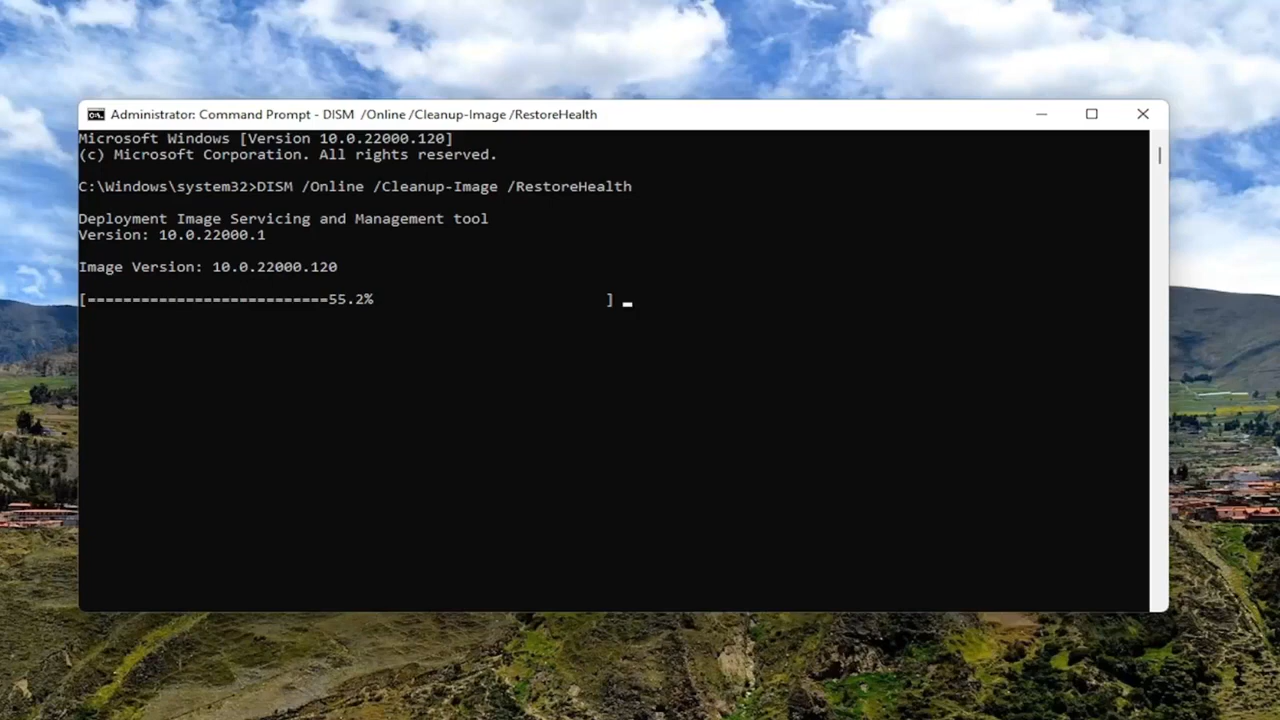 Administrator: Command Prompt - DISM  /Online /Cleanup-Image /RestoreHealth
Microsoft Windows [Version 10.0.22000.120]
(c) Microsoft Corporation. All rights reserved.
C:\Windows\system32>DISM /Online /Cleanup-Image /RestoreHealth
Deployment Image Servicing and Management tool
Version: 10.0.22000.1
Image Version: 10.0.22000.120
[===========================55.2%                          ]